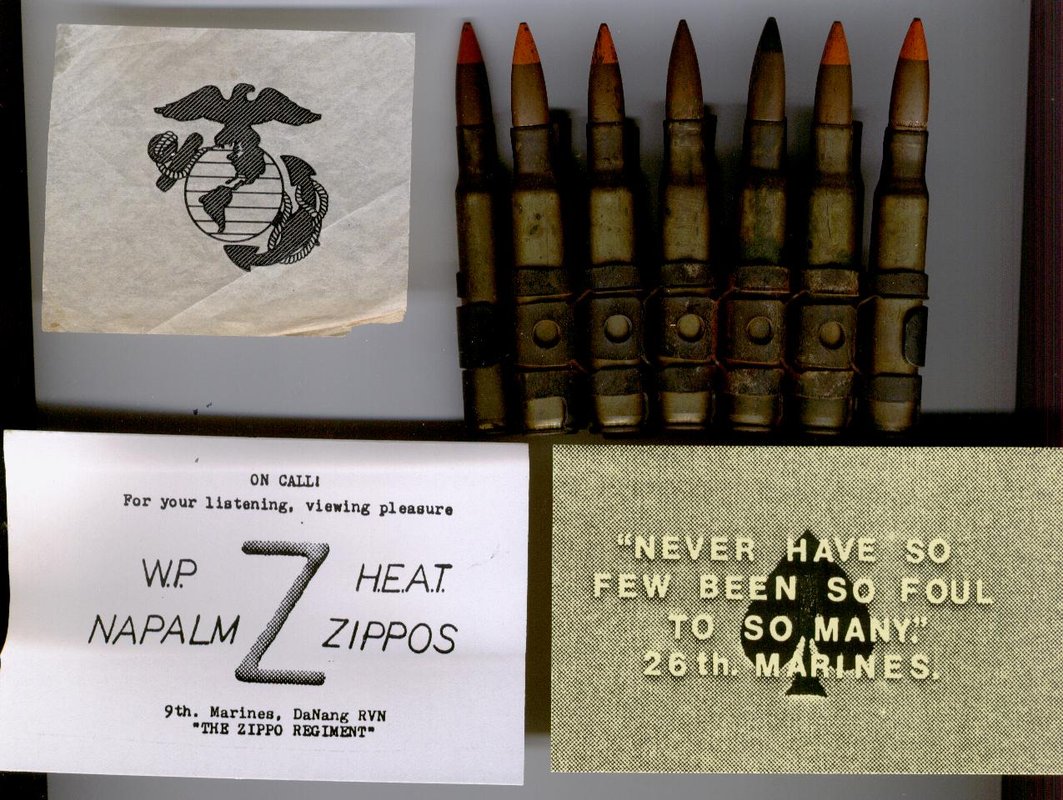 ON CALL!
For your listening, viewing pleasure
W.P
H.E.A.T.
Z
NAPALM
ZIPPOS
9th. Marines, DaNang RVN
"THE ZIPPO REGIMENT"
"NEVER HAVE SO
FEW BEEN SO FOUL
TO SO MANY."
26th. MARINES.